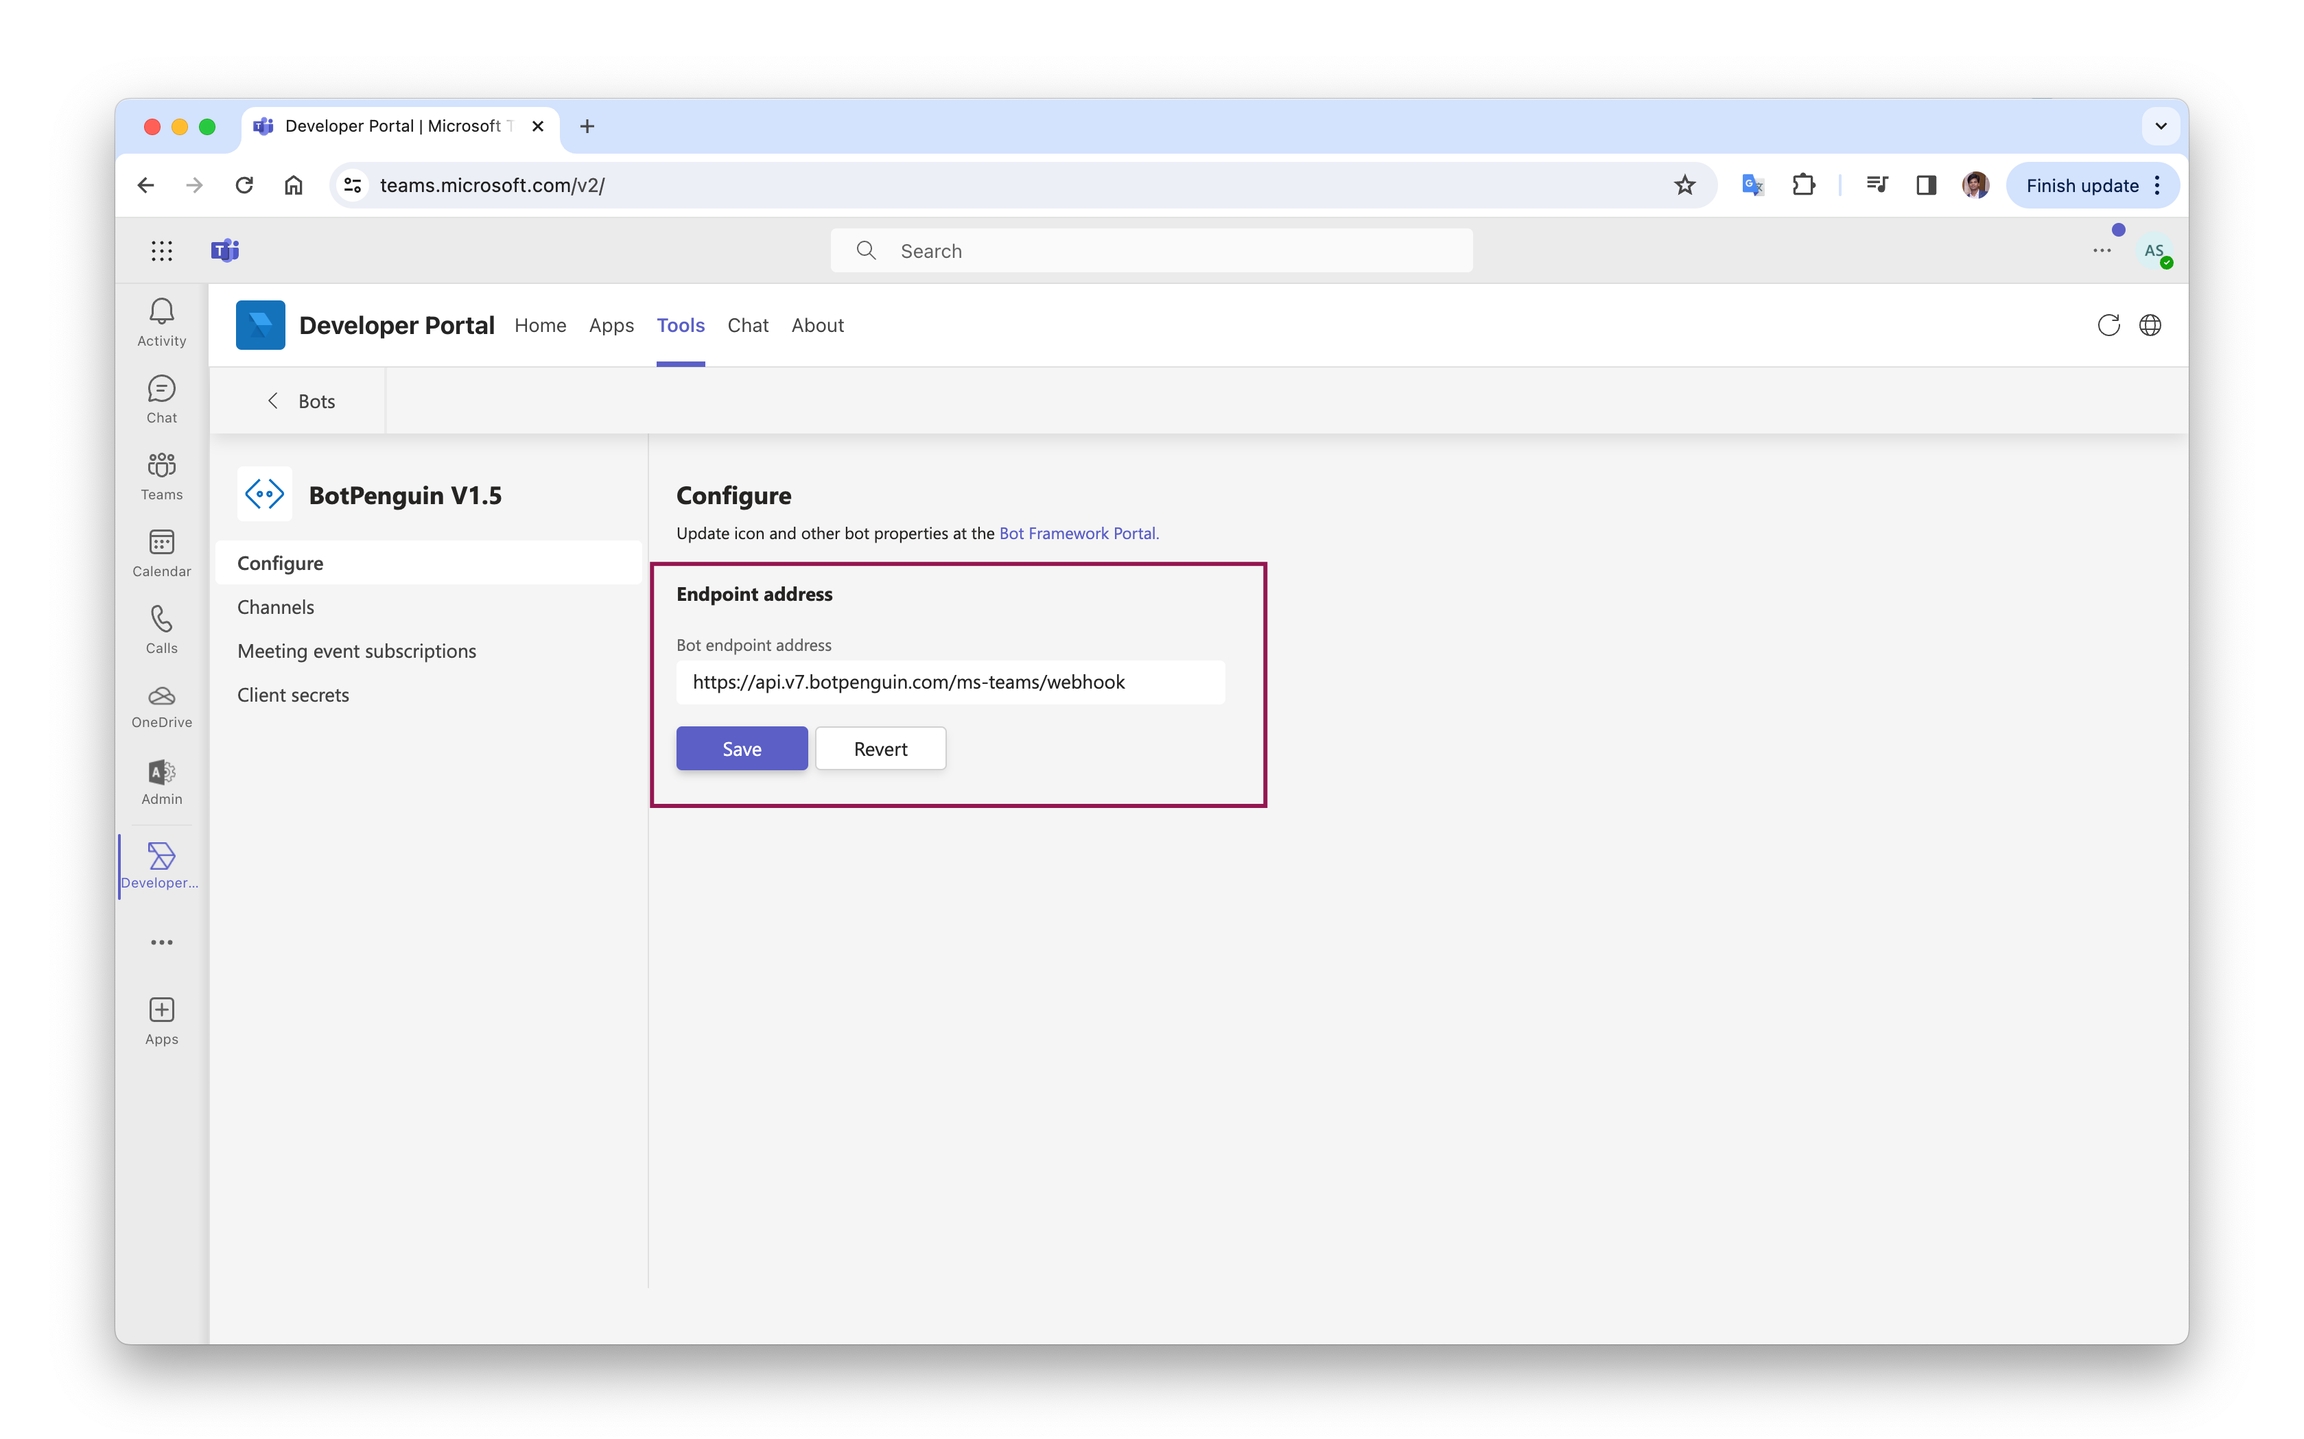 Developer Portal | Microsoft T
teams.microsoft.com/v2/
Finish update
Search
AS
Activity
Chat
Teams
Calendar
Calls
OneDrive
Admin
Developer...
Apps
Developer Portal
Home
Apps
Tools
Chat
About
Bots
BotPenguin V1.5
Configure
Channels
Meeting event subscriptions
Client secrets
Configure
Update icon and other bot properties at the Bot Framework Portal.
Endpoint address
Bot endpoint address
https://api.v7.botpenguin.com/ms-teams/webhook
Save
Revert